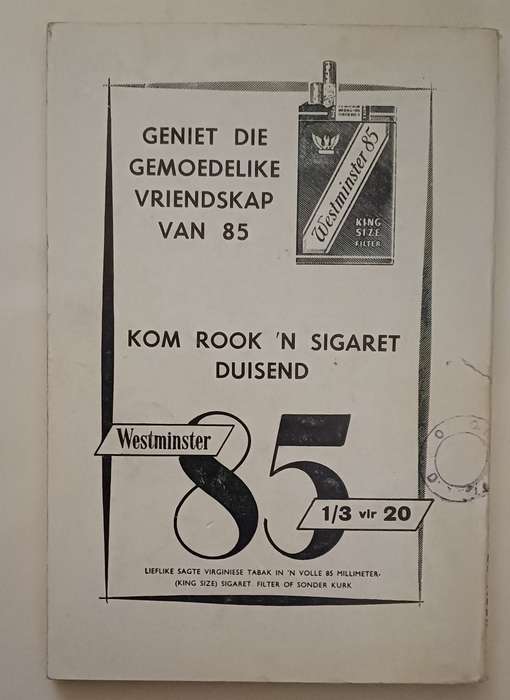 GENIET DIE
GEMOEDELIKE
VRIENDSKAP
VAN 85
Westminster 85
KING
SIZE
FILTER
KOM ROOK 'N SIGARET
DUISEND
Westminster
85
1/3 vir 20
LIEFLIKE SAGTE VIRGINIESE TABAK IN 'N VOLLE 85 MILLIMETER-
(KING SIZE) SIGARET. FILTER OF SONDER KURK